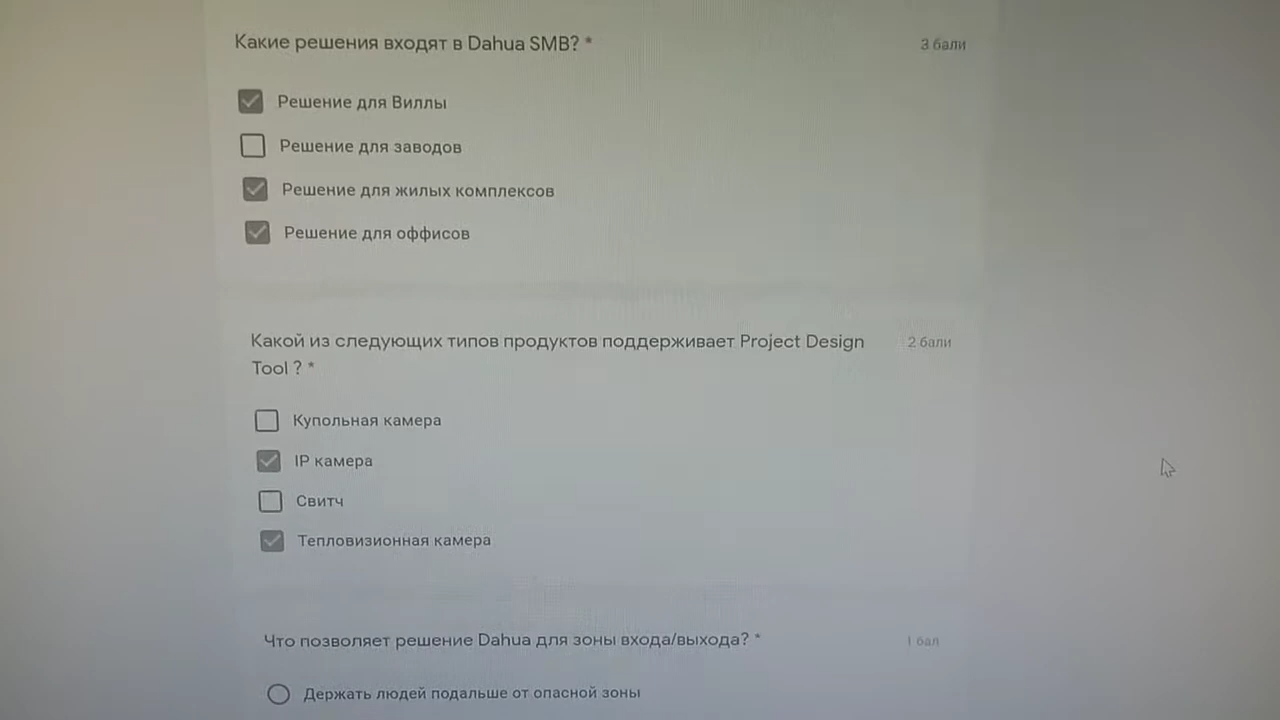 Какие решения входят в Dahua SMB? * 3 бали
Решение для Виллы
Решение для заводов
Решение для жилых комплексов
Решение для оффисов
Какой из следующих типов продуктов поддерживает Project Design 2 бали
Tool ? *
Купольная камера
IP камера
Свитч
Тепловизионная камера
Что позволяет решение Dahua для зоны входа/выхода? * 1 бал
Держать людей подальше от опасной зоны